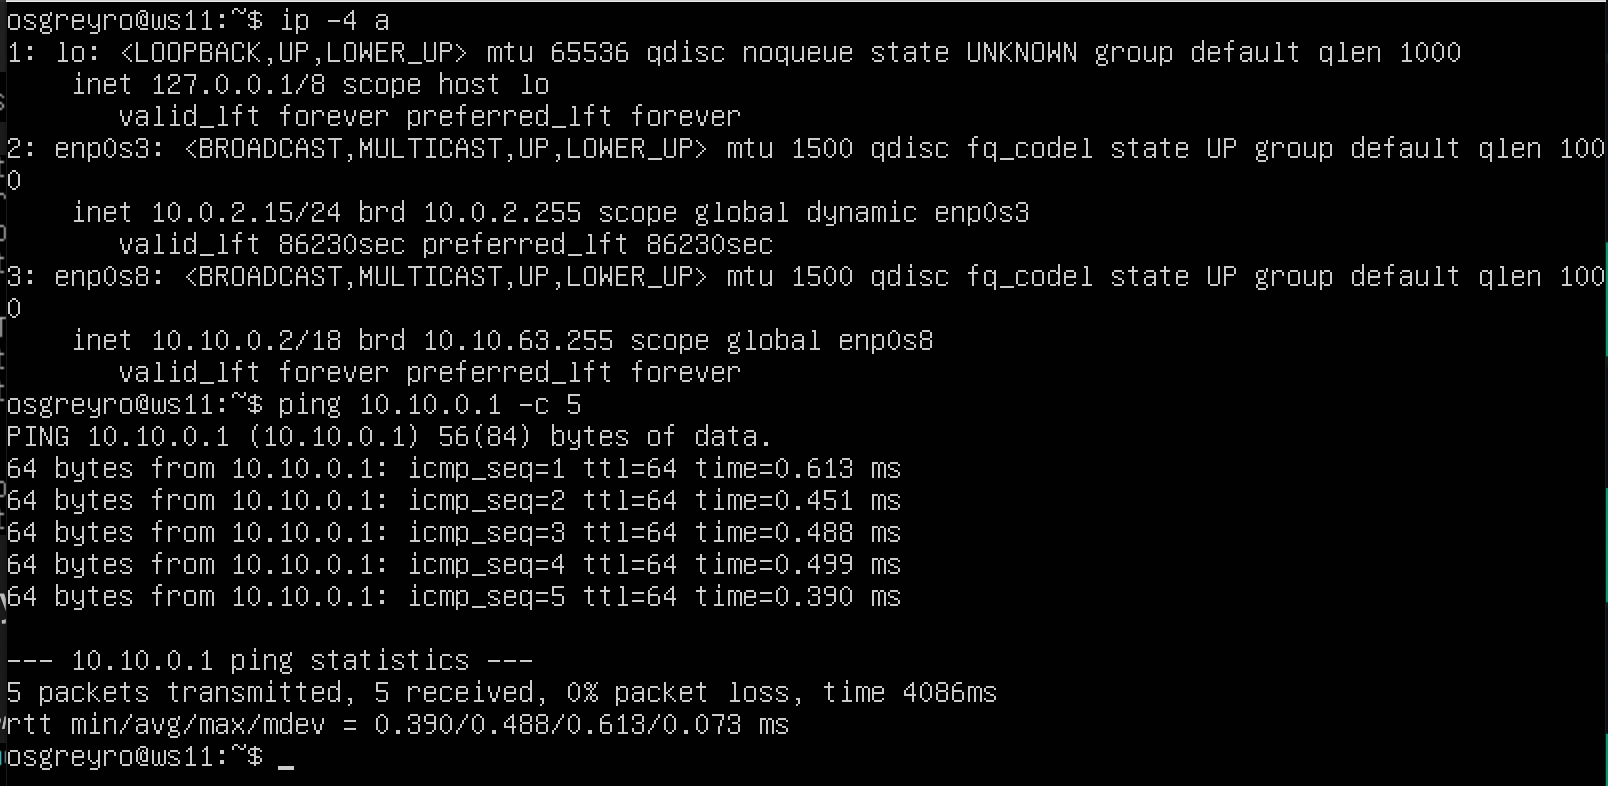 osgreyro@ws11:~$ ip -4 a
1: lo: <LOOPBACK,UP,LOWER_UP> mtu 65536 qdisc noqueue state UNKNOWN group default qlen 1000
    inet 127.0.0.1/8 scope host lo
       valid_lft forever preferred_lft forever
2: enp0s3: <BROADCAST,MULTICAST,UP,LOWER_UP> mtu 1500 qdisc fq_codel state UP group default qlen 100
0
    inet 10.0.2.15/24 brd 10.0.2.255 scope global dynamic enp0s3
       valid_lft 86230sec preferred_lft 86230sec
3: enp0s8: <BROADCAST,MULTICAST,UP,LOWER_UP> mtu 1500 qdisc fq_codel state UP group default qlen 100
0
    inet 10.10.0.2/18 brd 10.10.63.255 scope global enp0s8
       valid_lft forever preferred_lft forever
osgreyro@ws11:~$ ping 10.10.0.1 -c 5
PING 10.10.0.1 (10.10.0.1) 56(84) bytes of data.
64 bytes from 10.10.0.1: icmp_seq=1 ttl=64 time=0.613 ms
64 bytes from 10.10.0.1: icmp_seq=2 ttl=64 time=0.451 ms
64 bytes from 10.10.0.1: icmp_seq=3 ttl=64 time=0.488 ms
64 bytes from 10.10.0.1: icmp_seq=4 ttl=64 time=0.499 ms
64 bytes from 10.10.0.1: icmp_seq=5 ttl=64 time=0.390 ms

--- 10.10.0.1 ping statistics ---
5 packets transmitted, 5 received, 0% packet loss, time 4086ms
rtt min/avg/max/mdev = 0.390/0.488/0.613/0.073 ms
osgreyro@ws11:~$ _